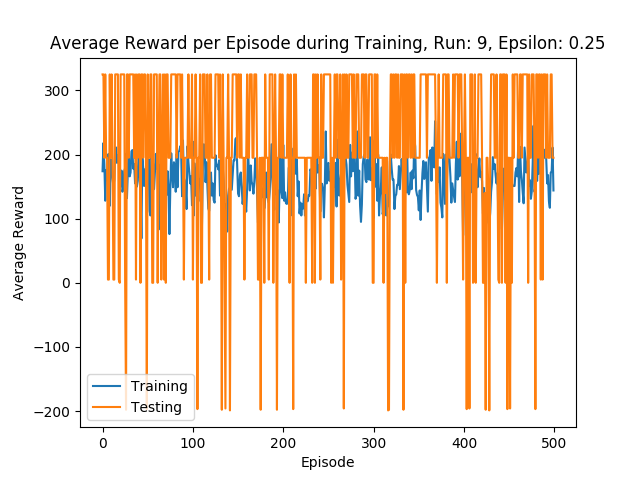 Average Reward per Episode during Training, Run: 9, Epsilon: 0.25
300
200
100
0
−100
−200
Average Reward
Training
Testing
0
100
200
300
400
500
Episode